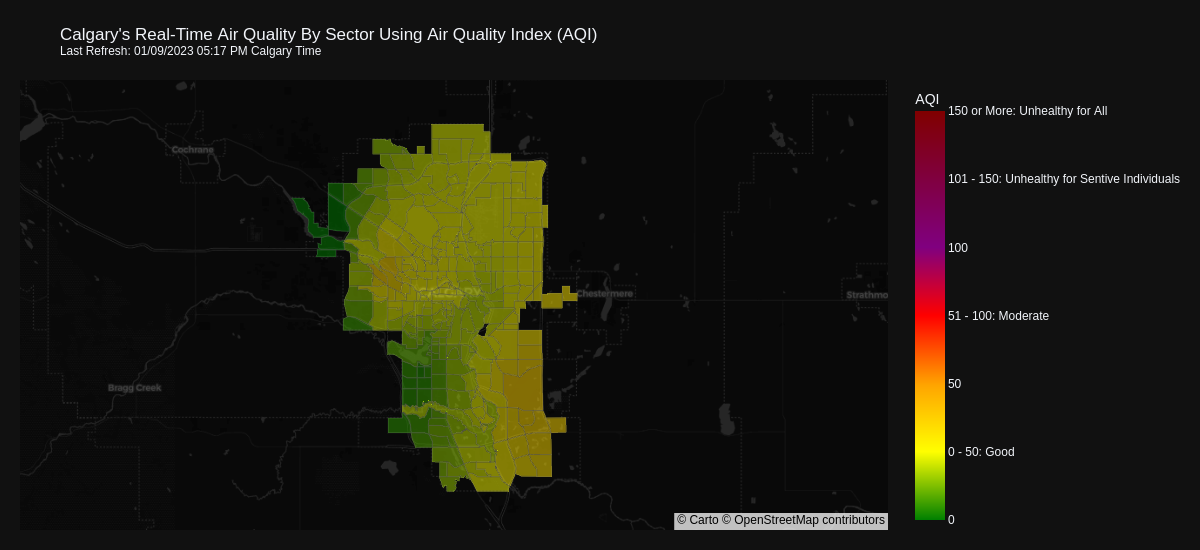 Calgary's Real-Time Air Quality By Sector Using Air Quality Index (AQI)
Last Refresh: 01/09/2023 05:17 PM Calgary Time
AQI
150 or More: Unhealthy for All
101 - 150: Unhealthy for Sentive Individuals
100
51 - 100: Moderate
50
0 - 50: Good
0
Cochrane
Chestermere
Strathmo
Bragg Creek
© Carto © OpenStreetMap contributors